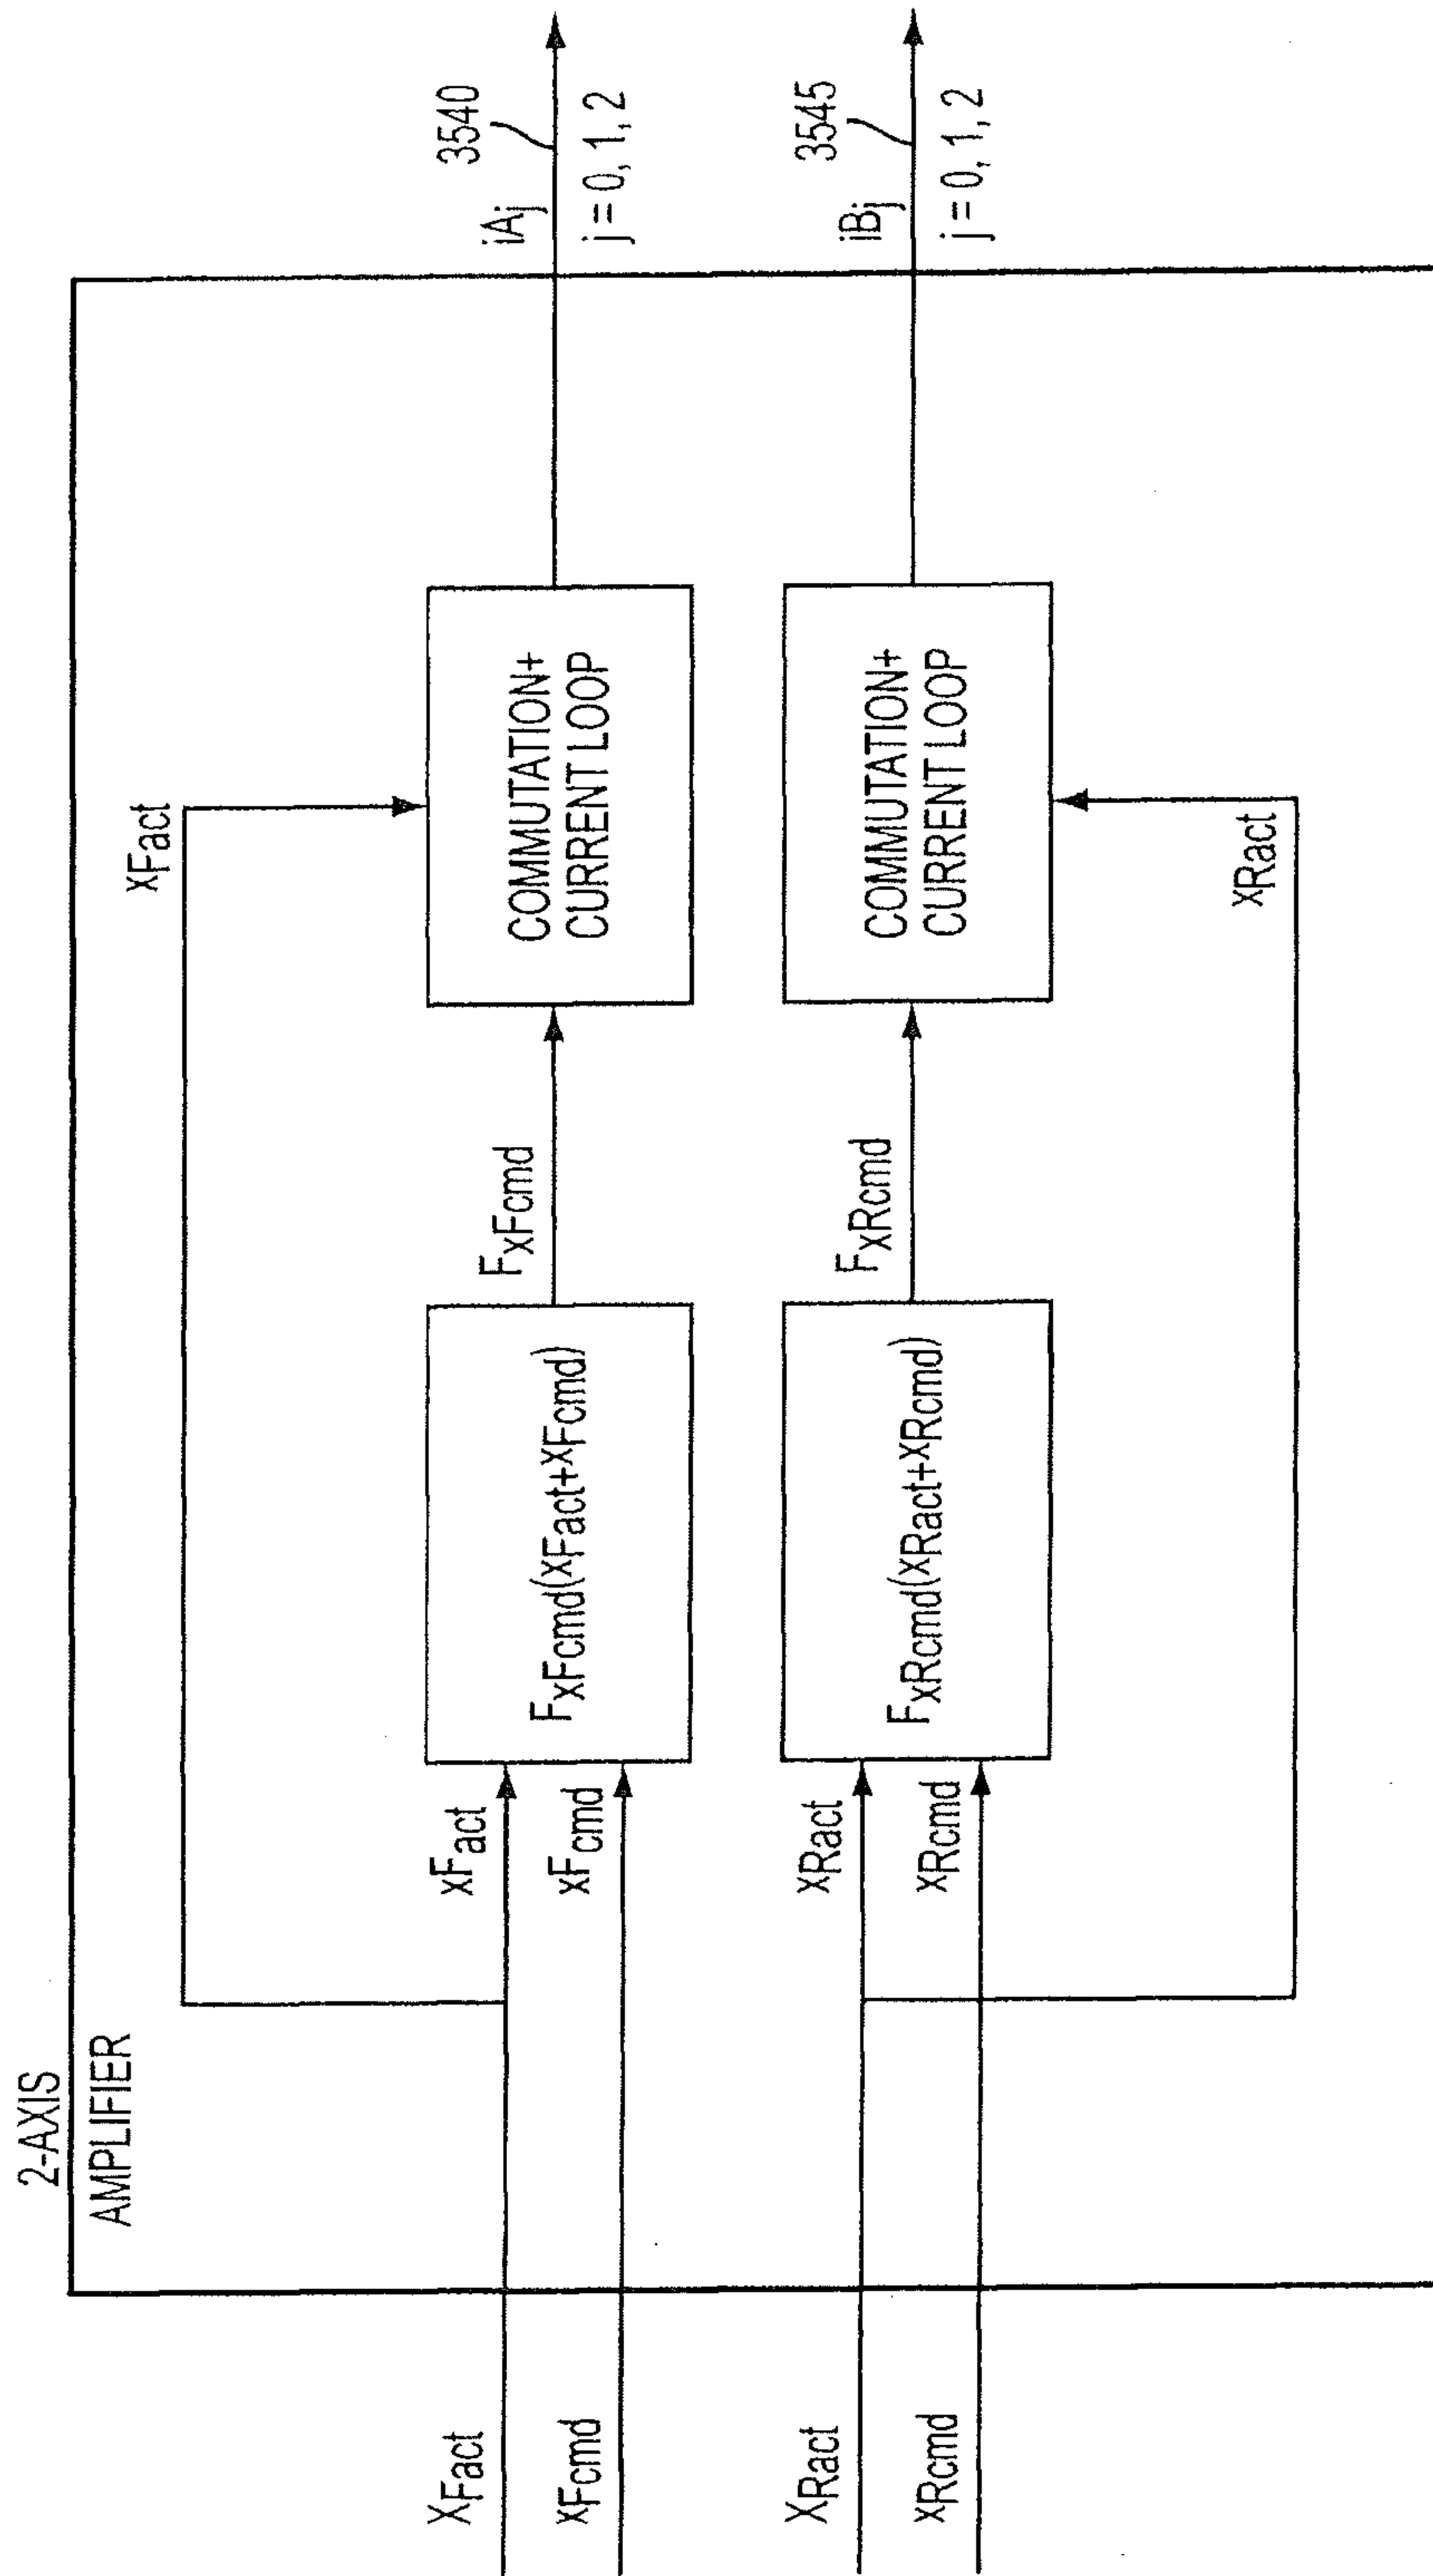 2-AXIS
AMPLIFIER
xFact
XFact
xFact
FxFcmd(xFact+xFcmd)
FxFcmd
COMMUTATION+
CURRENT LOOP
iAj
3540
j = 0, 1, 2
xFcmd
xFcmd
XRact
xRact
FxRcmd(xRact+xRcmd)
FxRcmd
COMMUTATION+
CURRENT LOOP
iBj
3545
j = 0, 1, 2
xRcmd
xRcmd
xRact